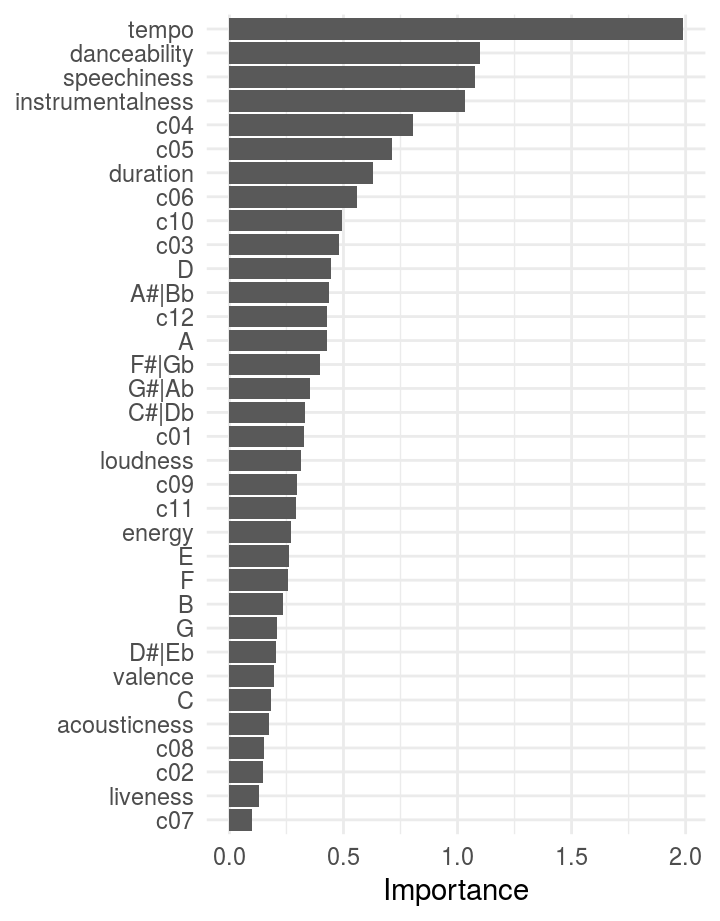 tempo
danceability
speechiness
instrumentalness
c04
c05
duration
c06
c10
c03
D
A#|Bb
c12
A
F#|Gb
G#|Ab
C#|Db
c01
loudness
c09
c11
energy
E
F
B
G
D#|Eb
valence
C
acousticness
c08
c02
liveness
c07
0.0 0.5 1.0 1.5 2.0
Importance